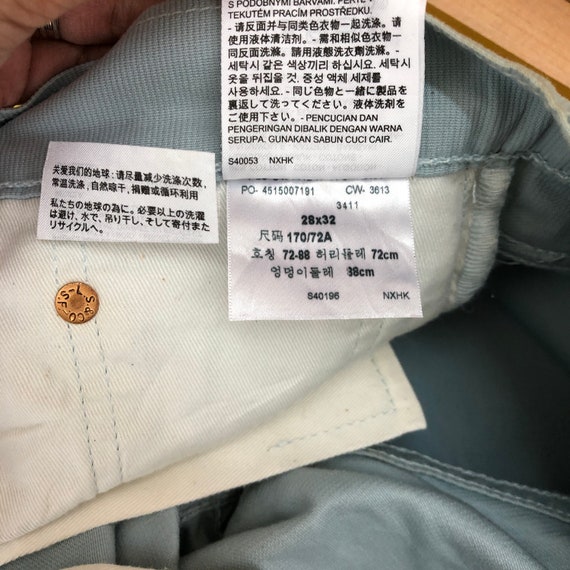 S PODOBNÝMI BARVAMI. PERTE V
TEKUTÉM PRACÍM PROSTŘEDKU.
- 请反面并与同类色衣物一起洗涤。请
使用液体清洁剂。- 需和相似色衣物一
同反面洗滌。請用液態洗衣劑洗滌。-
세탁시 같은 색상끼리 하십시요. 세탁시
옷을 뒤집을 것. 중성 액체 세제를
사용하세요. - 同じ色衣物と一緒に製品を
裏返して洗ってください。液体洗剤を
ご使用下さい。- PENCUCIAN DAN
PENGERINGAN DIBALIK DENGAN WARNA
SERUPA. GUNAKAN SABUN CUCI CAIR.
S40053 NXHK
关爱我们的地球:请尽量减少洗涤次数,
常温洗涤,自然晾干,捐赠或循环利用
私たちの地球の為に。必要以上の洗濯
は避け、水で、吊り干し、そして寄付また
リサイクルへ。
PO- 4515007191 CW- 3613
3411
28x32
尺码 170/72A
호칭 72-88 허리둘레 72cm
엉덩이둘레 88cm
S40196 NXHK
L.S.&CO.S.F.